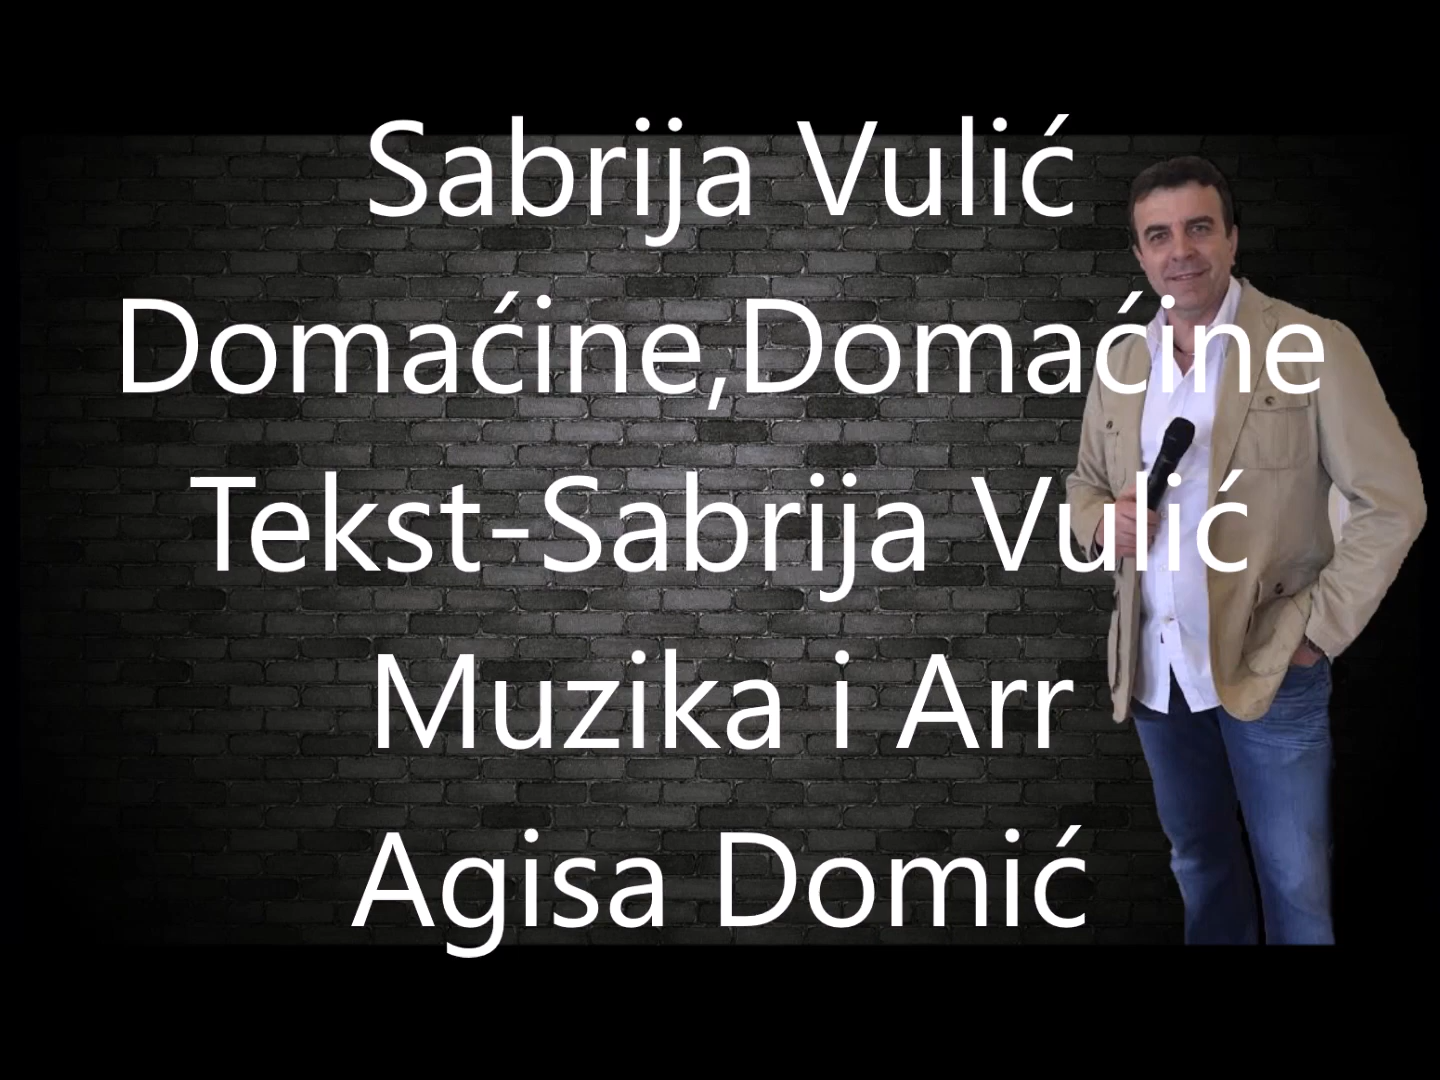 Sabrija Vulić
Domaćine,Domaćine
Tekst-Sabrija Vulić
Muzika i Arr
Agisa Domić